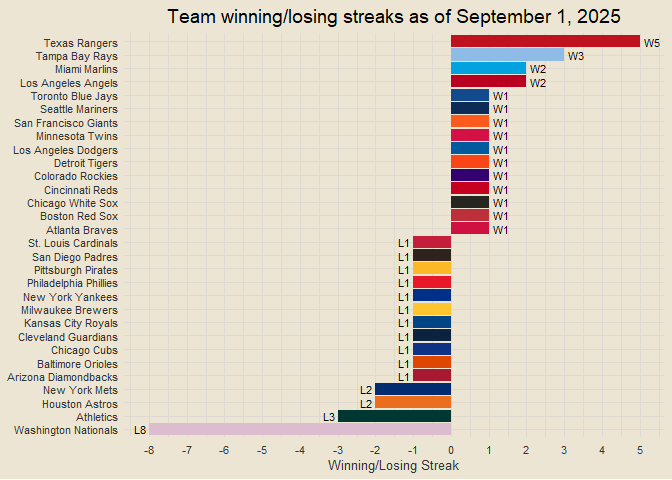 Team winning/losing streaks as of September 1, 2025
Texas Rangers W5
Tampa Bay Rays W3
Miami Marlins W2
Los Angeles Angels W2
Toronto Blue Jays W1
Seattle Mariners W1
San Francisco Giants W1
Minnesota Twins W1
Los Angeles Dodgers W1
Detroit Tigers W1
Colorado Rockies W1
Cincinnati Reds W1
Chicago White Sox W1
Boston Red Sox W1
Atlanta Braves W1
St. Louis Cardinals L1
San Diego Padres L1
Pittsburgh Pirates L1
Philadelphia Phillies L1
New York Yankees L1
Milwaukee Brewers L1
Kansas City Royals L1
Cleveland Guardians L1
Chicago Cubs L1
Baltimore Orioles L1
Arizona Diamondbacks L1
New York Mets L2
Houston Astros L2
Athletics L3
Washington Nationals L8
-8 -7 -6 -5 -4 -3 -2 -1 0 1 2 3 4 5
Winning/Losing Streak